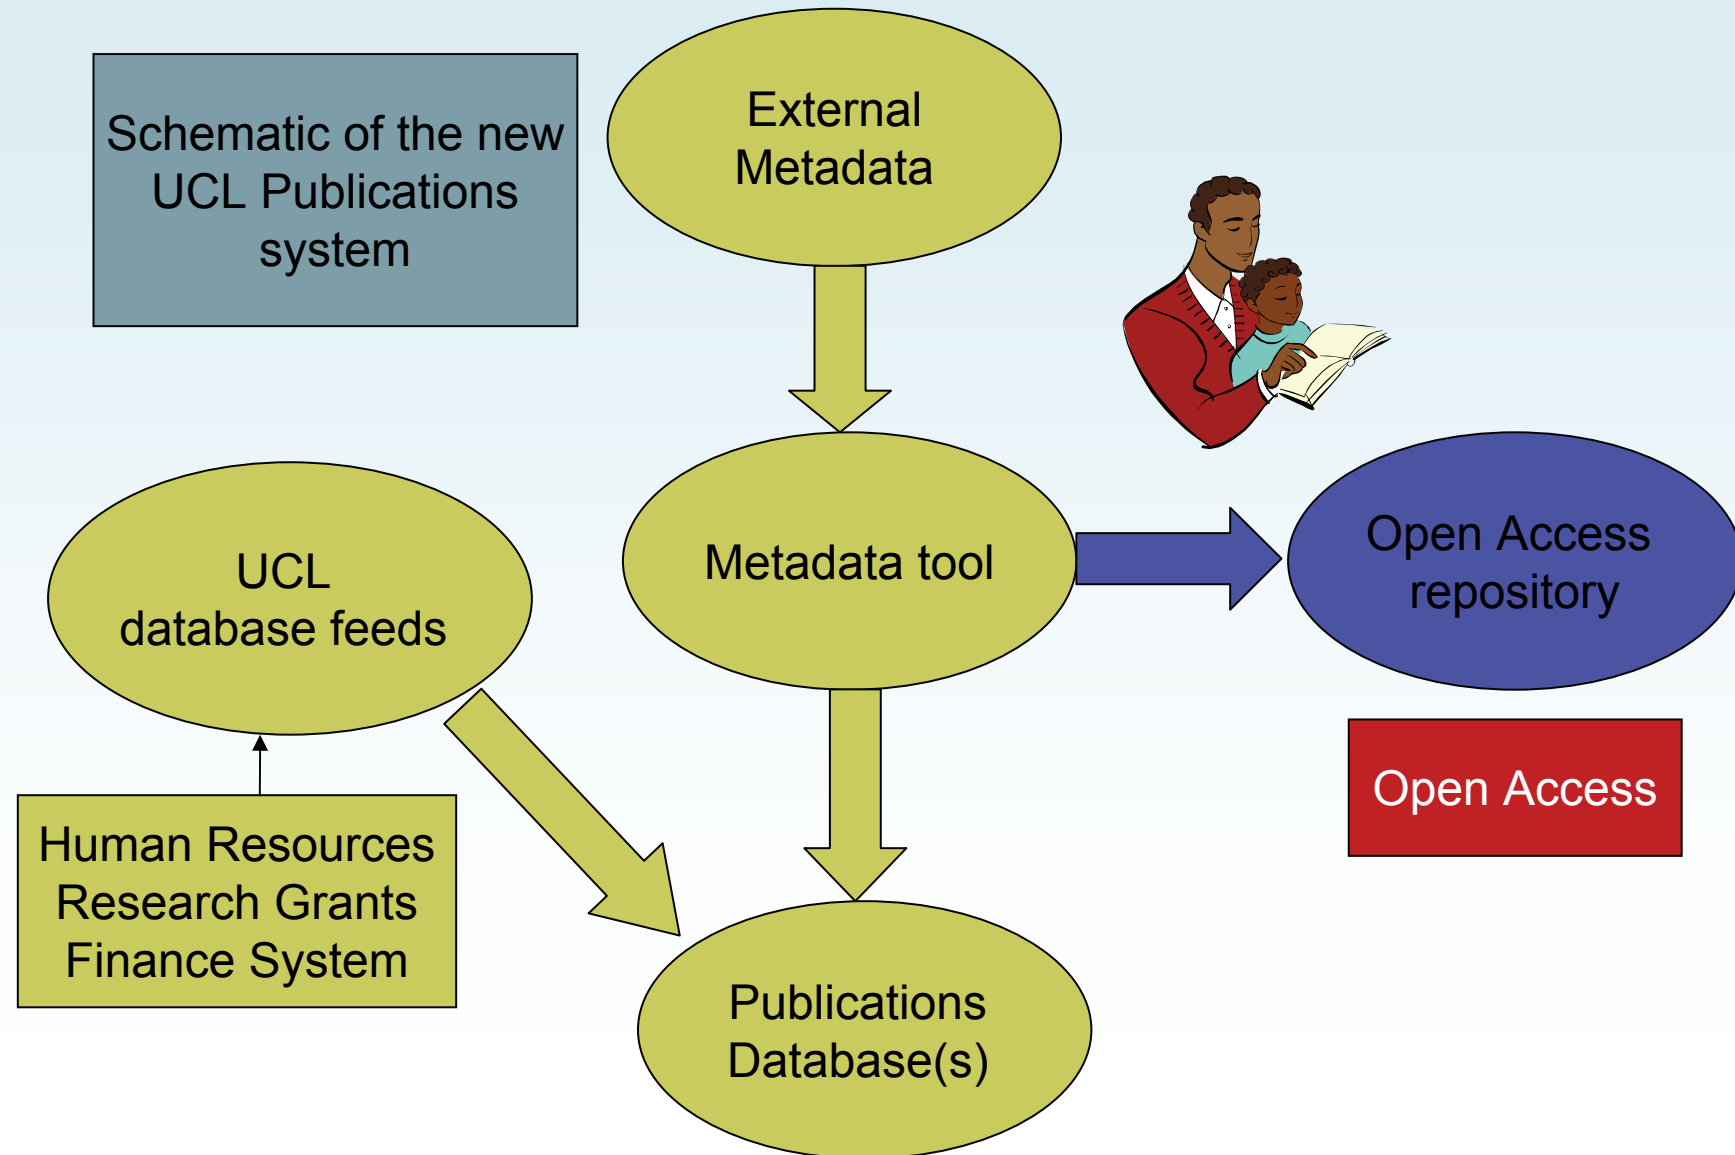 Schematic of the new
UCL Publications
system
External
Metadata
Metadata tool
Open Access
repository
UCL
database feeds
Open Access
Human Resources
Research Grants
Finance System
Publications
Database(s)